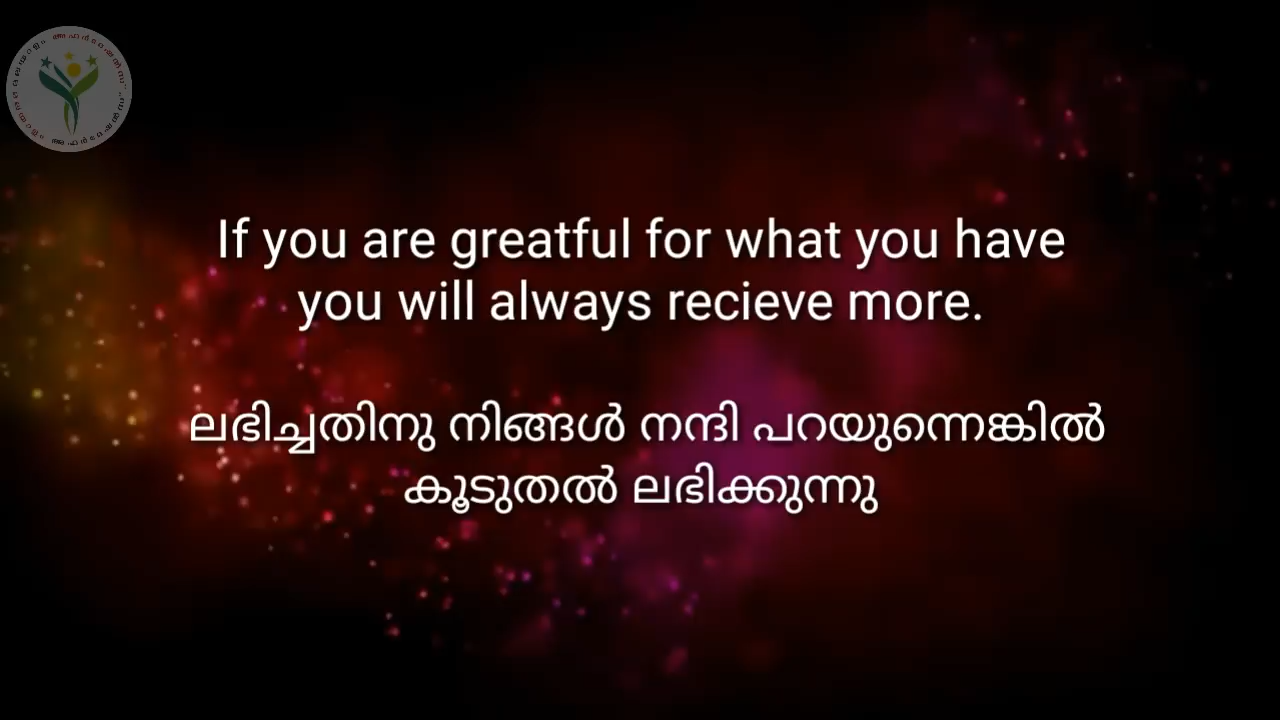 If you are greatful for what you have
you will always recieve more.
ലഭിച്ചതിനു നിങ്ങൾ നന്ദി പറയുന്നെങ്കിൽ
കൂടുതൽ ലഭിക്കുന്നു